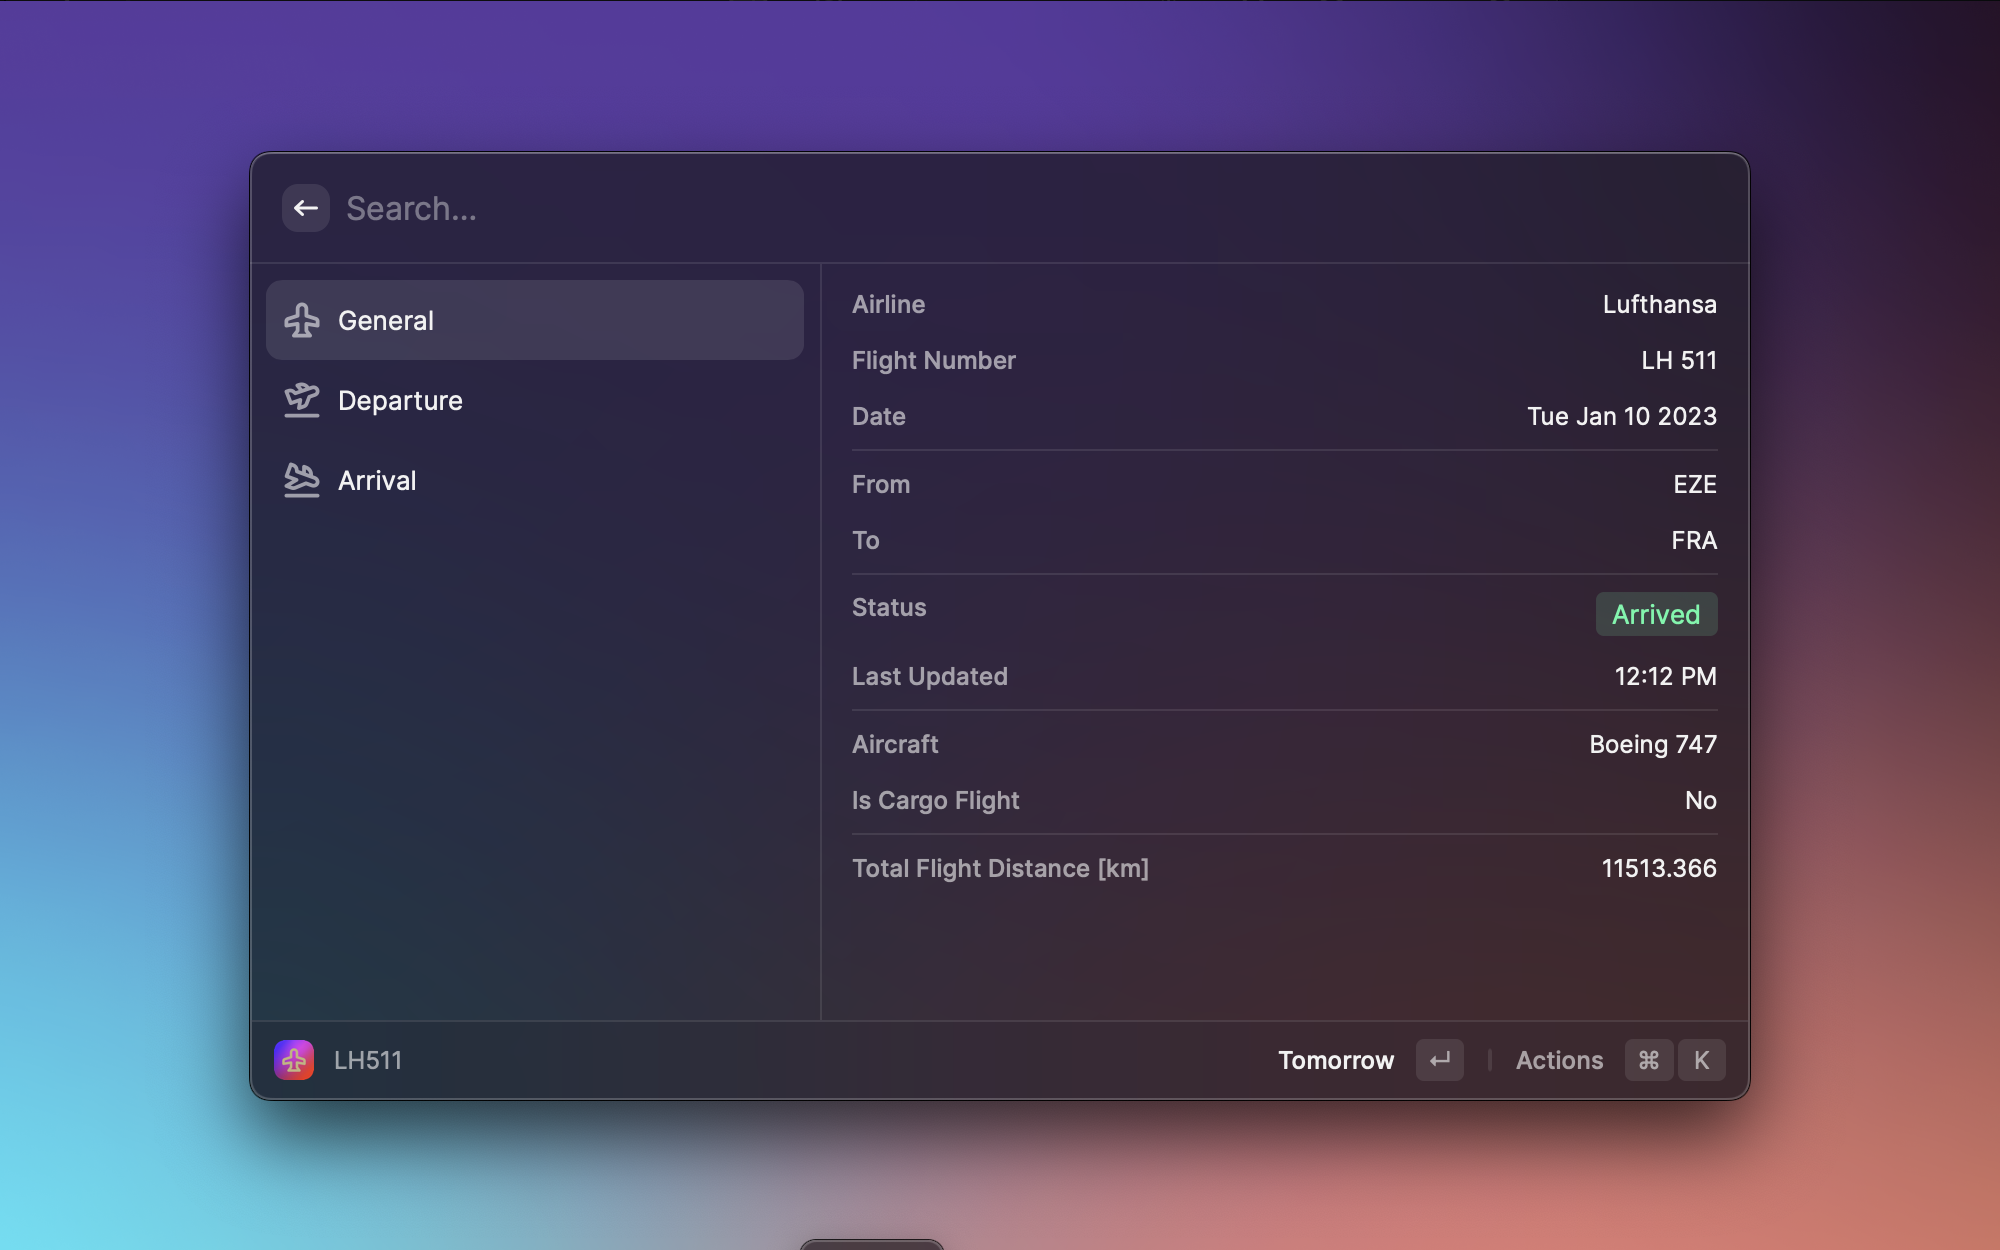 Search...
General
Departure
Arrival
Airline Lufthansa
Flight Number LH 511
Date Tue Jan 10 2023
From EZE
To FRA
Status Arrived
Last Updated 12:12 PM
Aircraft Boeing 747
Is Cargo Flight No
Total Flight Distance [km] 11513.366
LH511 Tomorrow ↵ Actions ⌘ K